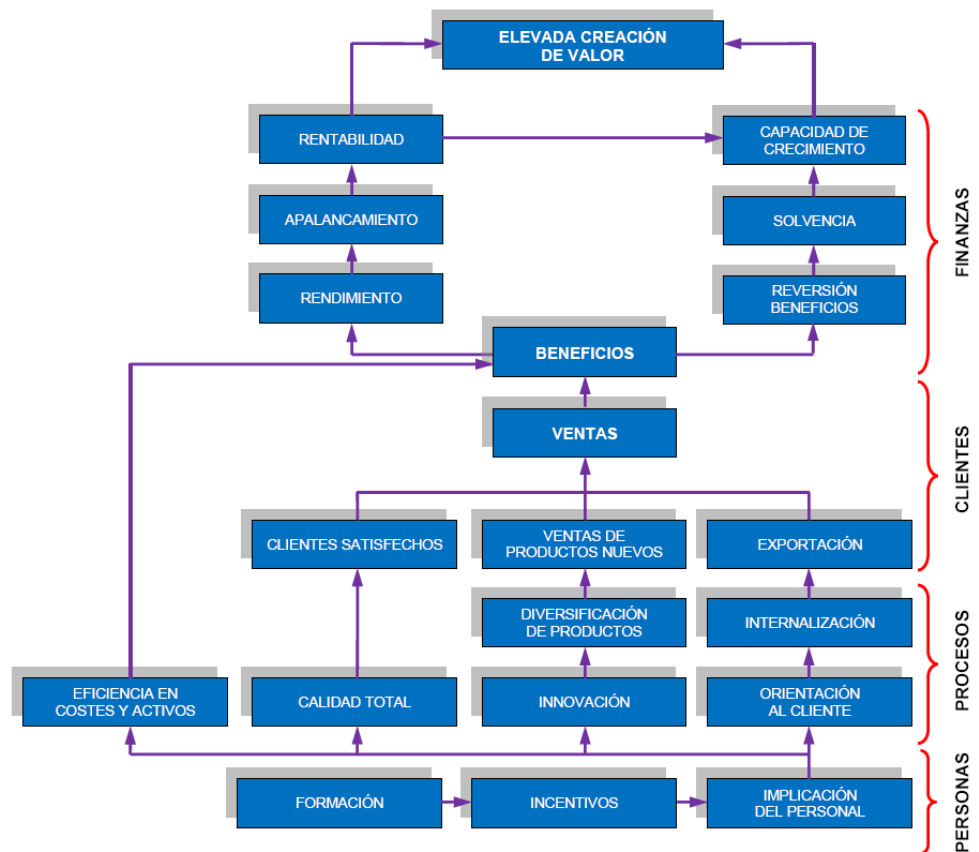 ELEVADA CREACIÓN
DE VALOR
RENTABILIDAD
CAPACIDAD DE
CRECIMIENTO
APALANCAMIENTO
SOLVENCIA
RENDIMIENTO
REVERSIÓN
BENEFICIOS
FINANZAS
BENEFICIOS
VENTAS
CLIENTES SATISFECHOS
VENTAS DE
PRODUCTOS NUEVOS
EXPORTACIÓN
CLIENTES
DIVERSIFICACIÓN
DE PRODUCTOS
INTERNALIZACIÓN
EFICIENCIA EN
COSTES Y ACTIVOS
CALIDAD TOTAL
INNOVACIÓN
ORIENTACIÓN
AL CLIENTE
PROCESOS
FORMACIÓN
INCENTIVOS
IMPLICACIÓN
DEL PERSONAL
PERSONAS